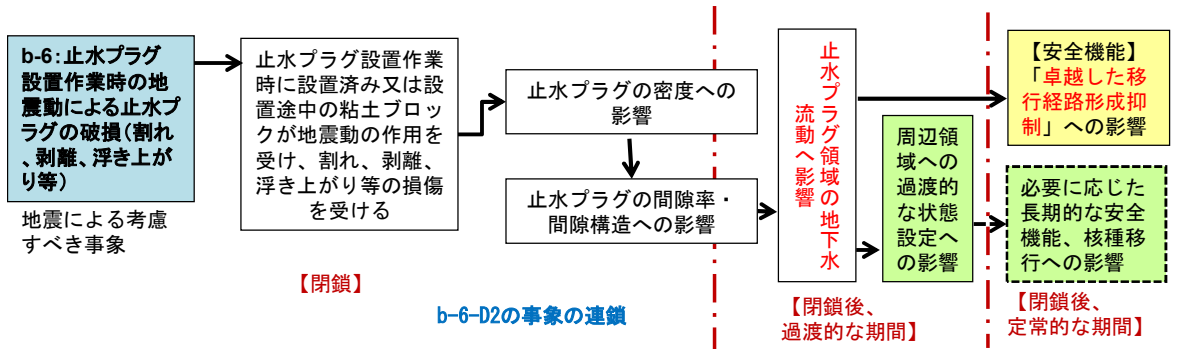 b-6:止水プラグ
設置作業時の地
震動による止水プ
ラグの破損(割れ
、剥離、浮き上が
り等)
地震による考慮
すべき事象
止水プラグ設置作業
時に設置済み又は設
置途中の粘土ブロッ
クが地震動の作用を
受け、割れ、剥離、
浮き上がり等の損傷
を受ける
【閉鎖】
止水プラグの密度への
影響
止水プラグの間隙率・
間隙構造への影響
b-6-D2の事象の連鎖
止水プラグ領域の地下水
流動へ影響
周辺領
域への
過渡的
な状態
設定へ
の影響
【閉鎖後、
過渡的な期間】
【安全機能】
「卓越した移
行経路形成抑
制」への影響
必要に応じた
長期的な安全
機能、核種移
行への影響
【閉鎖後、
定常的な期間】